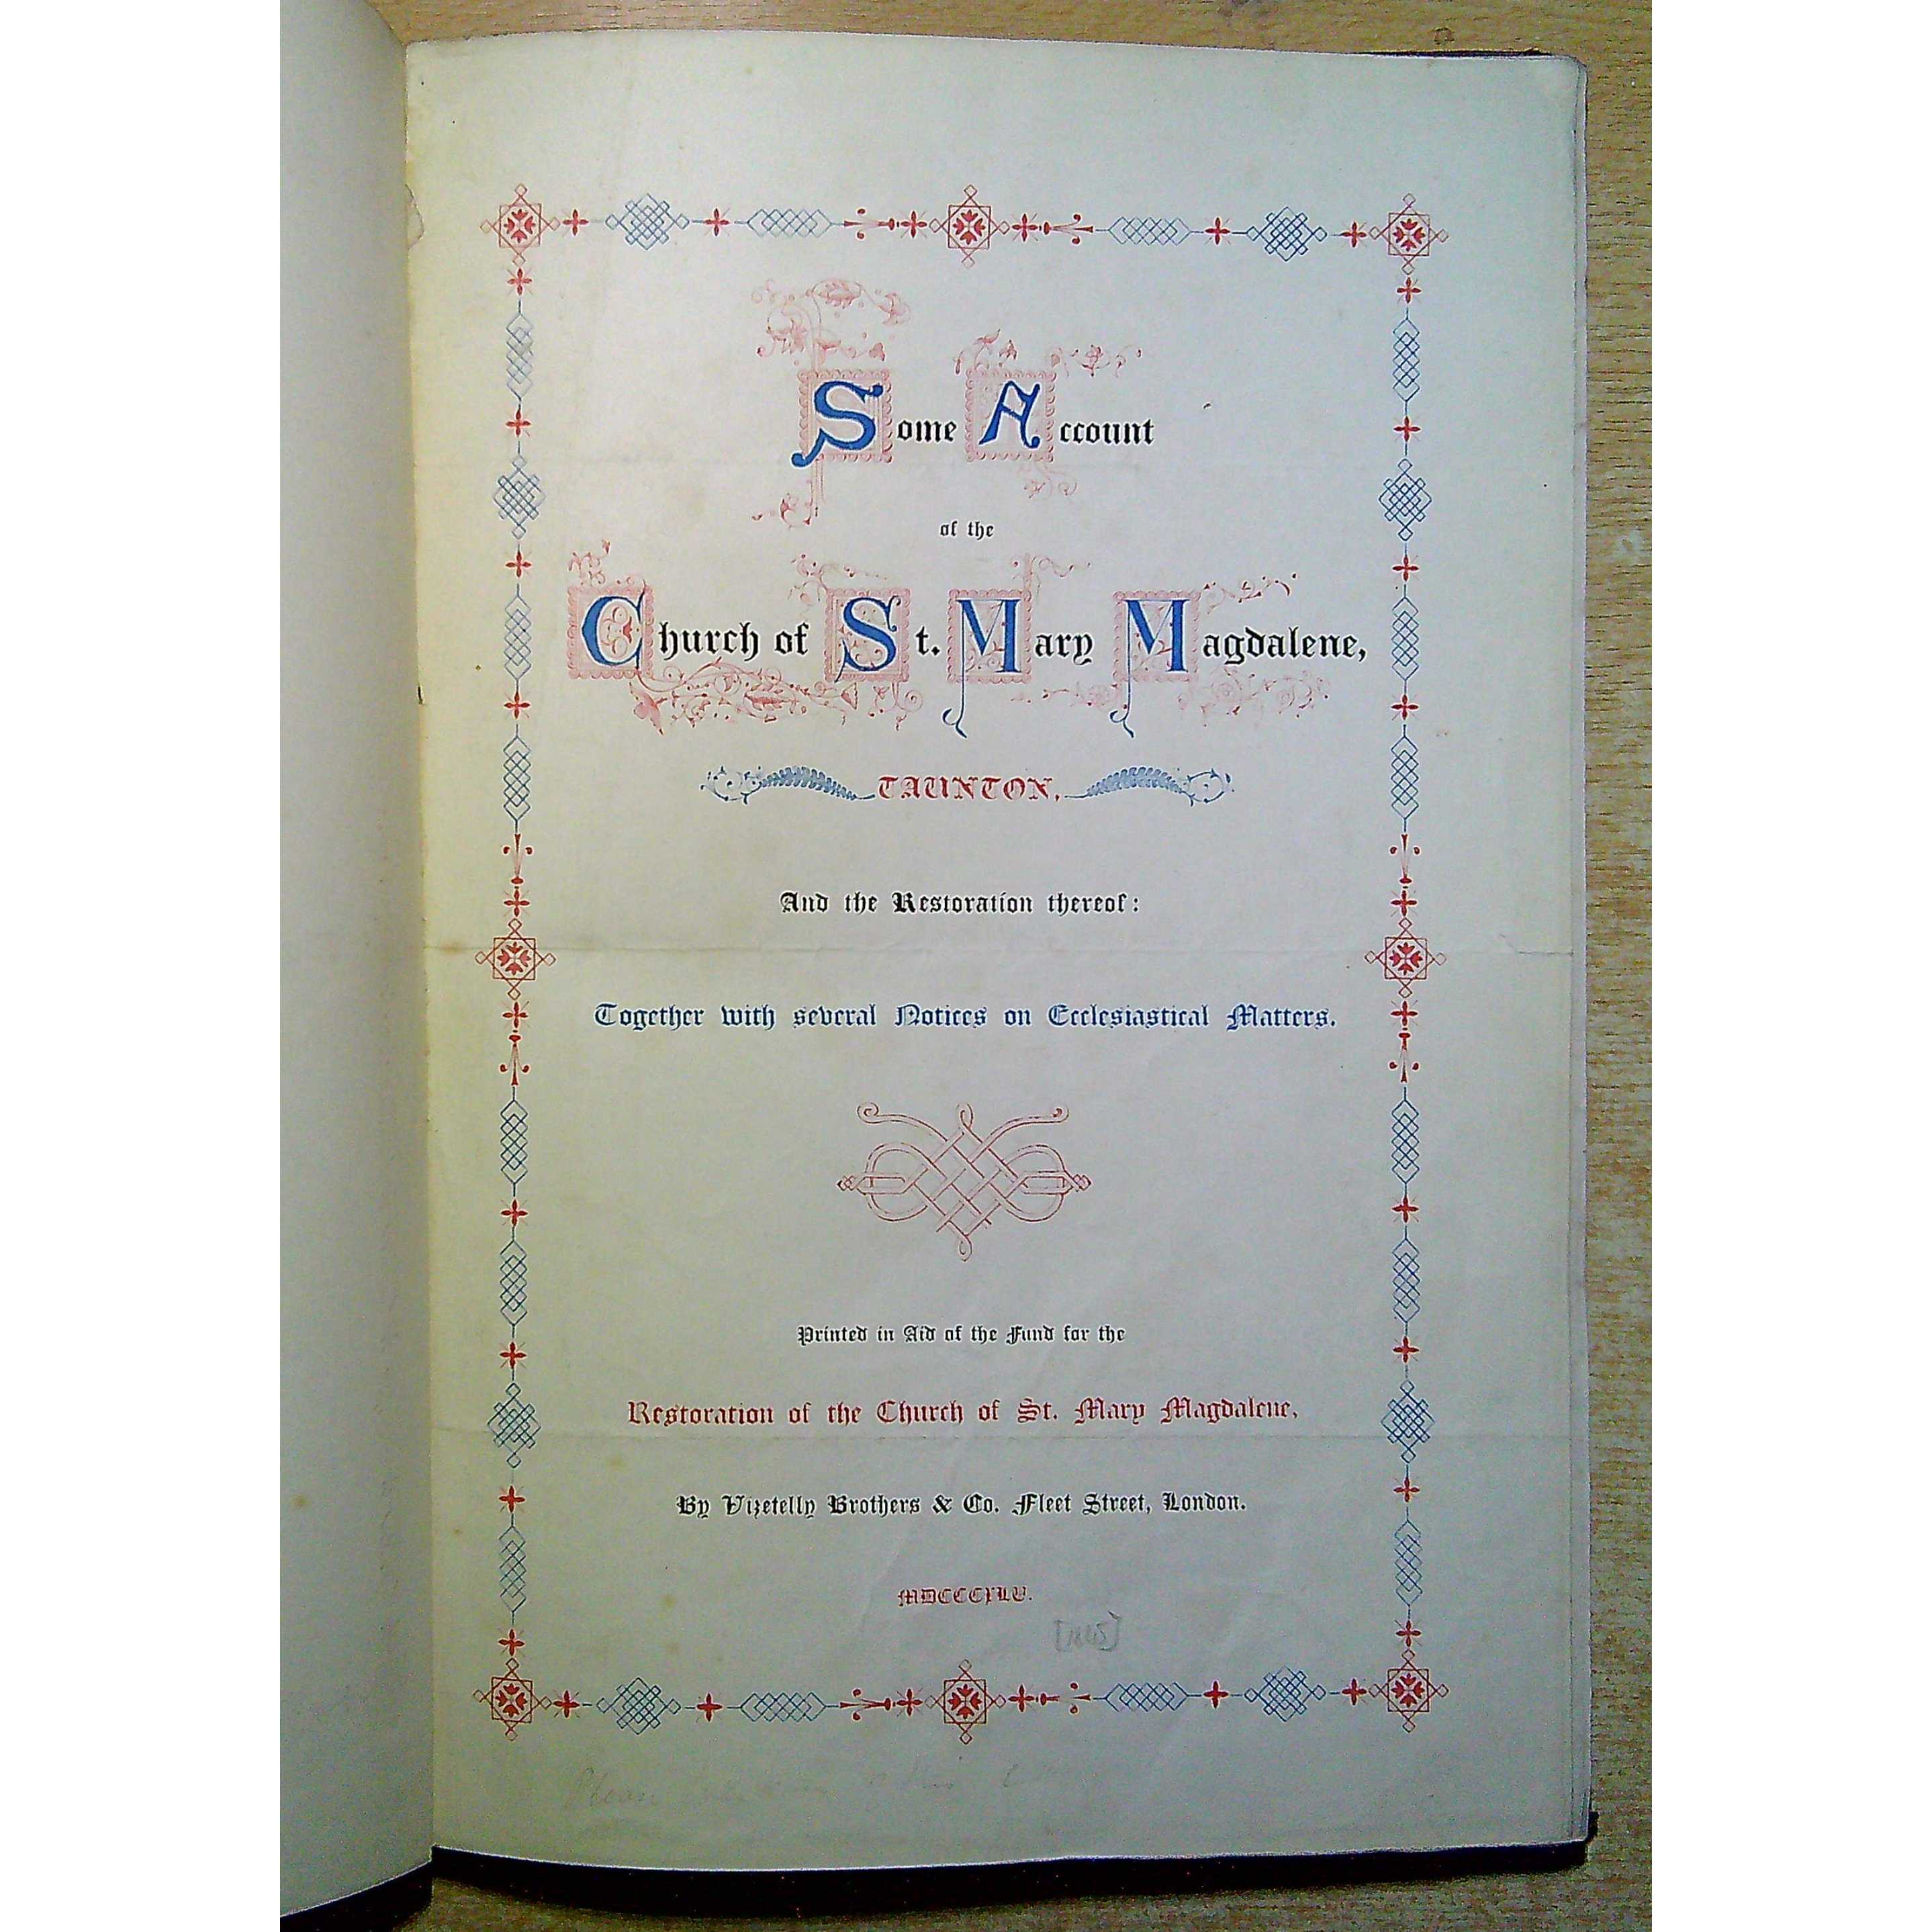 Some Account
of the
Church of St. Mary Magdalene,
TAUNTON,
And the Restoration thereof:
Together with several Notices on Ecclesiastical Matters.
Printed in Aid of the Fund for the
Restoration of the Church of St. Mary Magdalene,
By Vizetelly Brothers & Co. Fleet Street, London.
MDCCCXLV.
[1845]